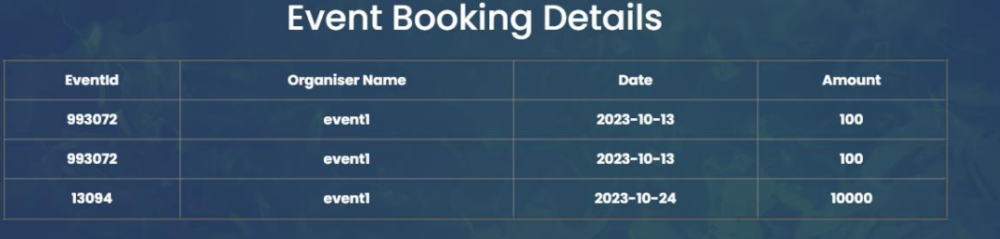 Event Booking Details
EventId Organiser Name Date Amount
993072 event1 2023-10-13 100
993072 event1 2023-10-13 100
13094 event1 2023-10-24 10000